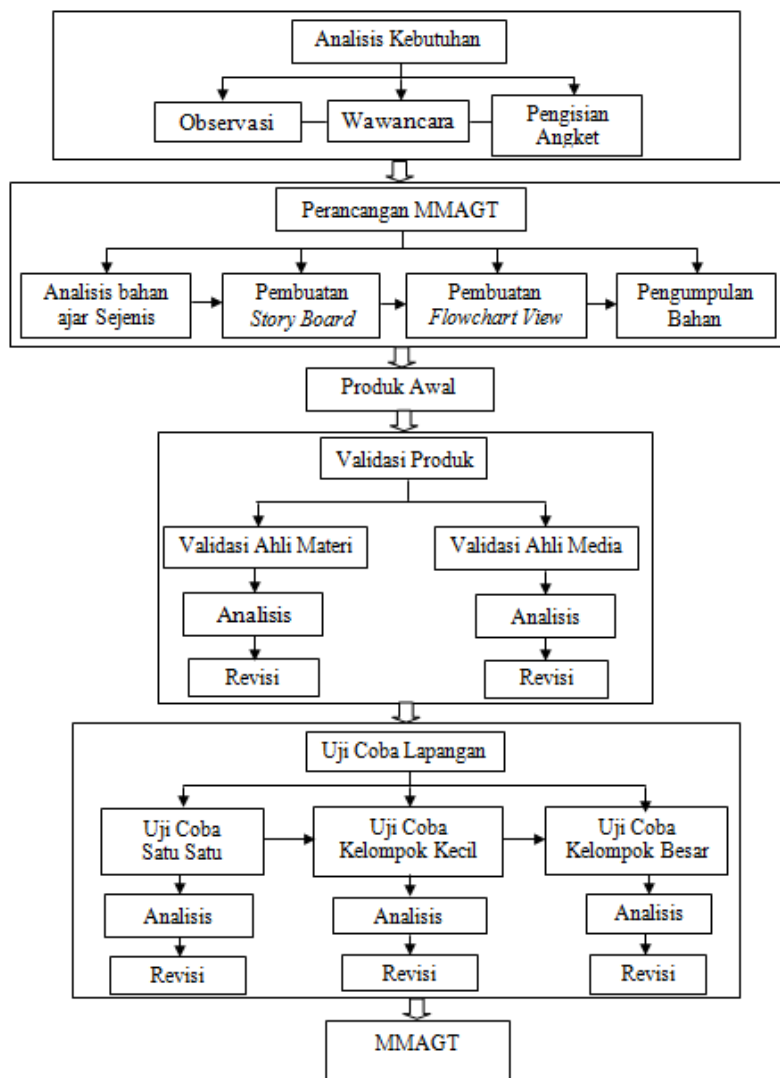 Analisis Kebutuhan
Observasi
Wawancara
Pengisian
Angket
Perancangan MMAGT
Analisis bahan
ajar Sejenis
Pembuatan
Story Board
Pembuatan
Flowchart View
Pengumpulan
Bahan
Produk Awal
Validasi Produk
Validasi Ahli Materi
Validasi Ahli Media
Analisis
Analisis
Revisi
Revisi
Uji Coba Lapangan
Uji Coba
Satu Satu
Uji Coba
Kelompok Kecil
Uji Coba
Kelompok Besar
Analisis
Analisis
Analisis
Revisi
Revisi
Revisi
MMAGT